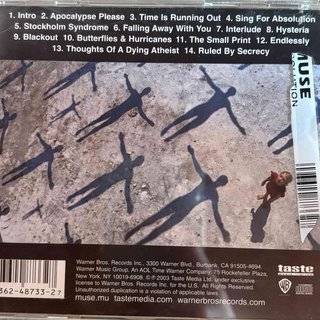 1. Intro 2. Apocalypse Please 3. Time Is Running Out 4. Sing For Absolution
5. Stockholm Syndrome 6. Falling Away With You 7. Interlude 8. Hysteria
9. Blackout 10. Butterflies & Hurricanes 11. The Small Print 12. Endlessly
13. Thoughts Of A Dying Atheist 14. Ruled By Secrecy
MUSE
Warner Bros. Records Inc., 3300 Warner Blvd., Burbank, CA 91505-4694.
Warner Music Group, An AOL Time Warner Company; 75 Rockefeller Plaza,
New York, NY 10019-6908. © ℗ 2003 Taste Media Ltd. under exclusive
license to Warner Bros. Records Inc. for the U.S. All Rights Reserved.
Unauthorized duplication is a violation of applicable laws.
muse.mu tastemedia.com warnerbrosrecords.com
WB
taste
362-48733-2